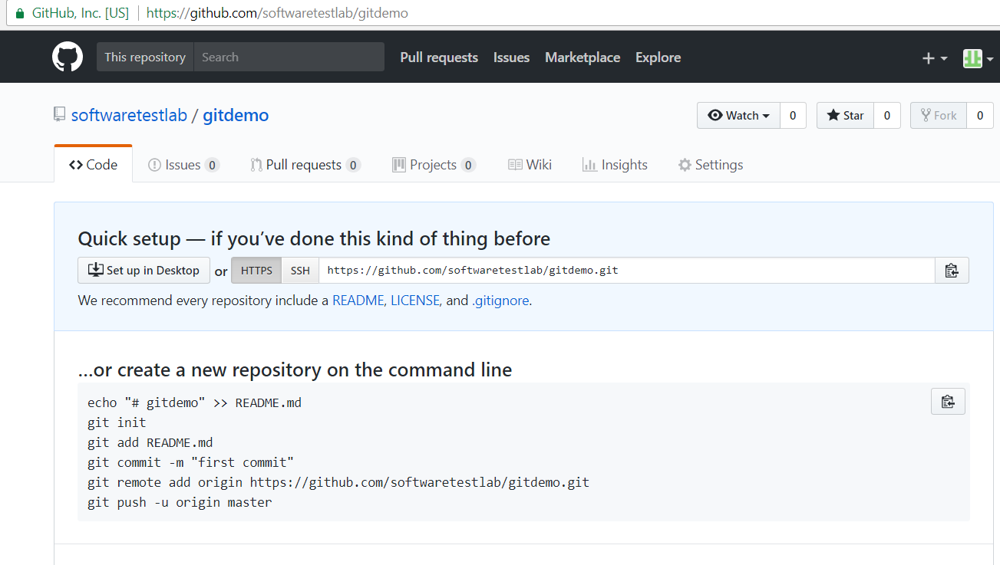 GitHub, Inc. [US] https://github.com/softwaretestlab/gitdemo
This repository Search Pull requests Issues Marketplace Explore
softwaretestlab / gitdemo Watch 0 Star 0 Fork 0
Code Issues 0 Pull requests 0 Projects 0 Wiki Insights Settings
Quick setup — if you’ve done this kind of thing before
Set up in Desktop or HTTPS SSH https://github.com/softwaretestlab/gitdemo.git
We recommend every repository include a README, LICENSE, and .gitignore.
…or create a new repository on the command line
echo "# gitdemo" >> README.md
git init
git add README.md
git commit -m "first commit"
git remote add origin https://github.com/softwaretestlab/gitdemo.git
git push -u origin master